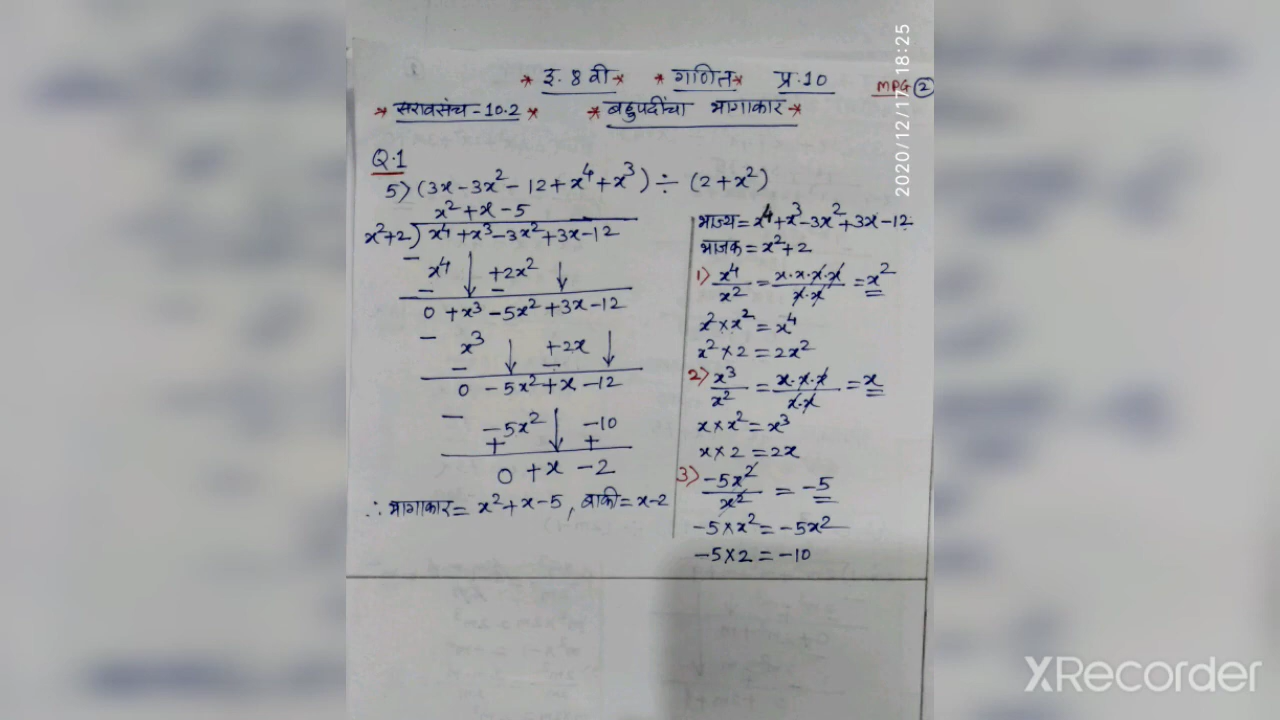 * इ. 8 वी * * गणित * प्र.10 MPG 2
* सरावसंच - 10.2 * * बहुपदींचा भागाकार *
Q.1
5) (3x - 3x² - 12 + x⁴ + x³) ÷ (2 + x²)
x² + x - 5
x²+2) x⁴ + x³ - 3x² + 3x - 12
- x⁴ ↓ +2x² ↓
- -
0 + x³ - 5x² + 3x - 12
- x³ ↓ +2x ↓
- -
0 - 5x² + x - 12
- -5x² ↓ -10
+ +
0 + x - 2
∴ भागाकार = x² + x - 5, बाकी = x - 2
भाज्य = x⁴ + x³ - 3x² + 3x - 12
भाजक = x² + 2
1) x⁴/x² = x·x·x·x/x·x = x²
x² × x² = x⁴
x² × 2 = 2x²
2) x³/x² = x·x·x/x·x = x
x × x² = x³
x × 2 = 2x
3) -5x²/x² = -5
-5 × x² = -5x²
-5 × 2 = -10
2020/12/17 18:25
XRecorder